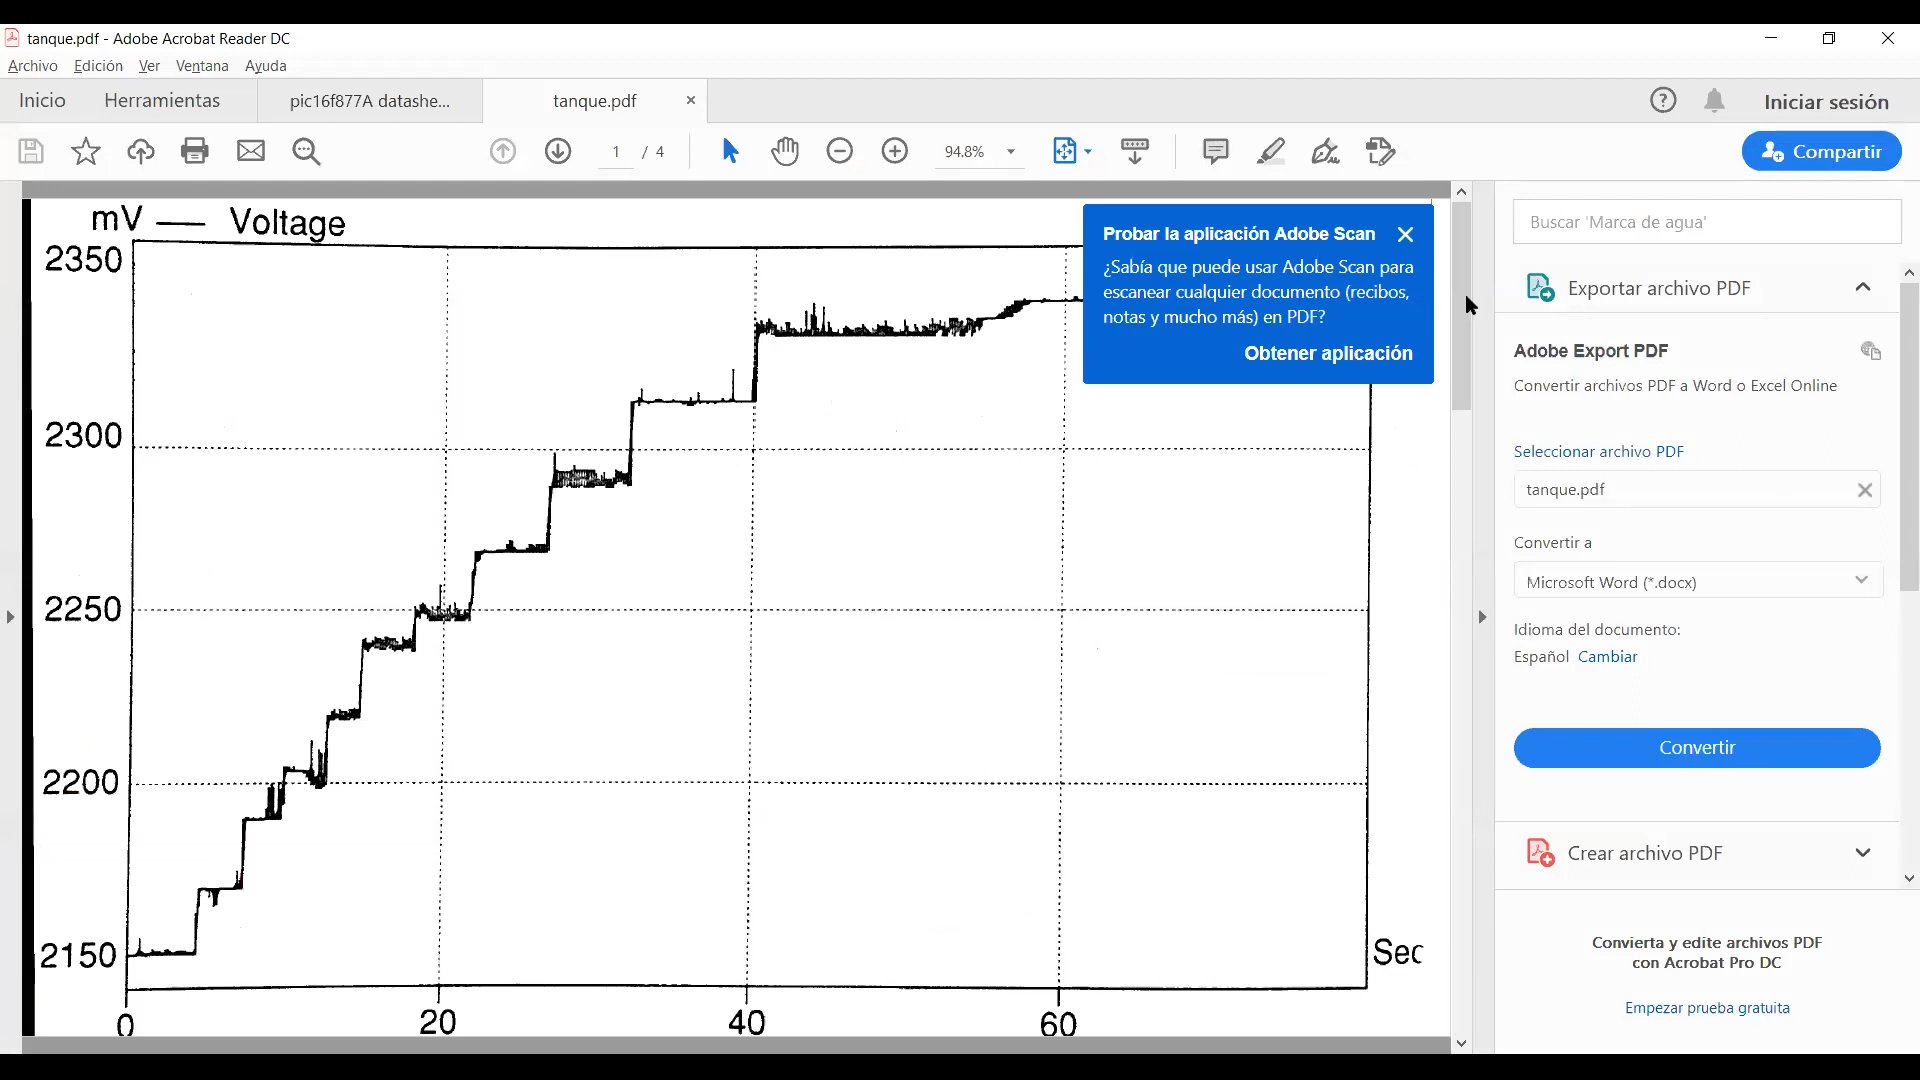 tanque.pdf - Adobe Acrobat Reader DC
Archivo Edición Ver Ventana Ayuda
Inicio Herramientas pic16f877A datashe... tanque.pdf Iniciar sesión
1 / 4 94.8% Compartir
mV — Voltage
2350
2300
2250
2200
2150
Sec
0 20 40 60
Probar la aplicación Adobe Scan
¿Sabía que puede usar Adobe Scan para
escanear cualquier documento (recibos,
notas y mucho más) en PDF?
Obtener aplicación
Buscar 'Marca de agua'
Exportar archivo PDF
Adobe Export PDF
Convertir archivos PDF a Word o Excel Online
Seleccionar archivo PDF
tanque.pdf
Convertir a
Microsoft Word (*.docx)
Idioma del documento:
Español Cambiar
Convertir
Crear archivo PDF
Convierta y edite archivos PDF
con Acrobat Pro DC
Empezar prueba gratuita